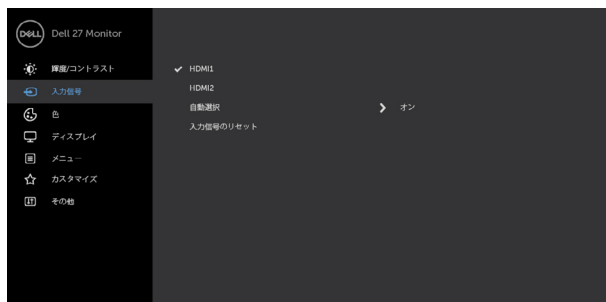 DELL
Dell 27 Monitor
輝度/コントラスト
入力信号
色
ディスプレイ
メニュー
カスタマイズ
その他
✔ HDMI1
HDMI2
自動選択 > オン
入力信号のリセット